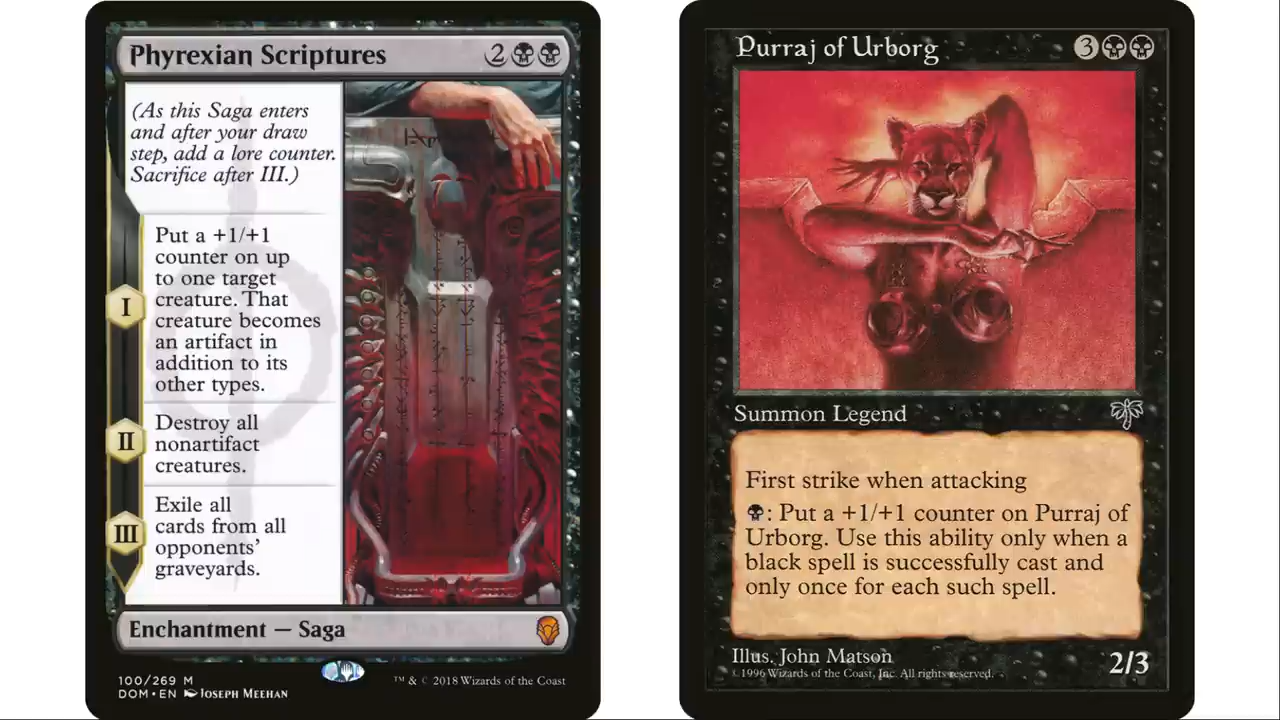 Phyrexian Scriptures 2
(As this Saga enters
and after your draw
step, add a lore counter.
Sacrifice after III.)
I
Put a +1/+1
counter on up
to one target
creature. That
creature becomes
an artifact in
addition to its
other types.
II
Destroy all
nonartifact
creatures.
III
Exile all
cards from all
opponents’
graveyards.
Enchantment — Saga
100/269 M
DOM • EN Joseph Meehan
™ & © 2018 Wizards of the Coast
Purraj of Urborg 3
Summon Legend
First strike when attacking
: Put a +1/+1 counter on Purraj of
Urborg. Use this ability only when a
black spell is successfully cast and
only once for each such spell.
Illus. John Matson
© 1996 Wizards of the Coast, Inc. All rights reserved.
2/3